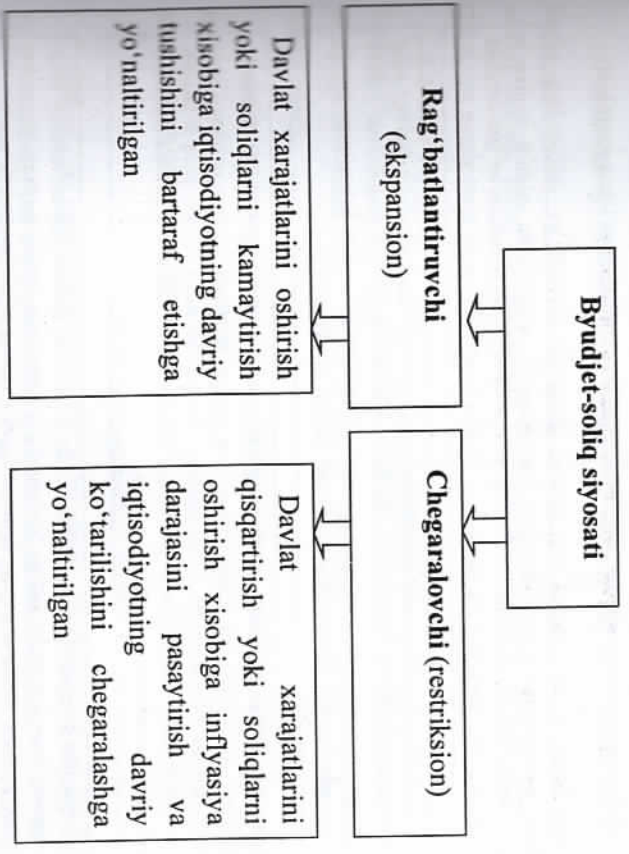 Byudjet-soliq siyosati
Rag‘batlantiruvchi
(ekspansion)
Chegaralovchi (restriksion)
Davlat xarajatlarini oshirish
yoki soliqlarni kamaytirish
xisobiga iqtisodiyotning davriy
tushishini bartaraf etishga
yo‘naltirilgan
Davlat xarajatlarini
qisqartirish yoki soliqlarni
oshirish xisobiga inflyasiya
darajasini pasaytirish va
iqtisodiyotning davriy
ko‘tarilishini chegaralashga
yo‘naltirilgan